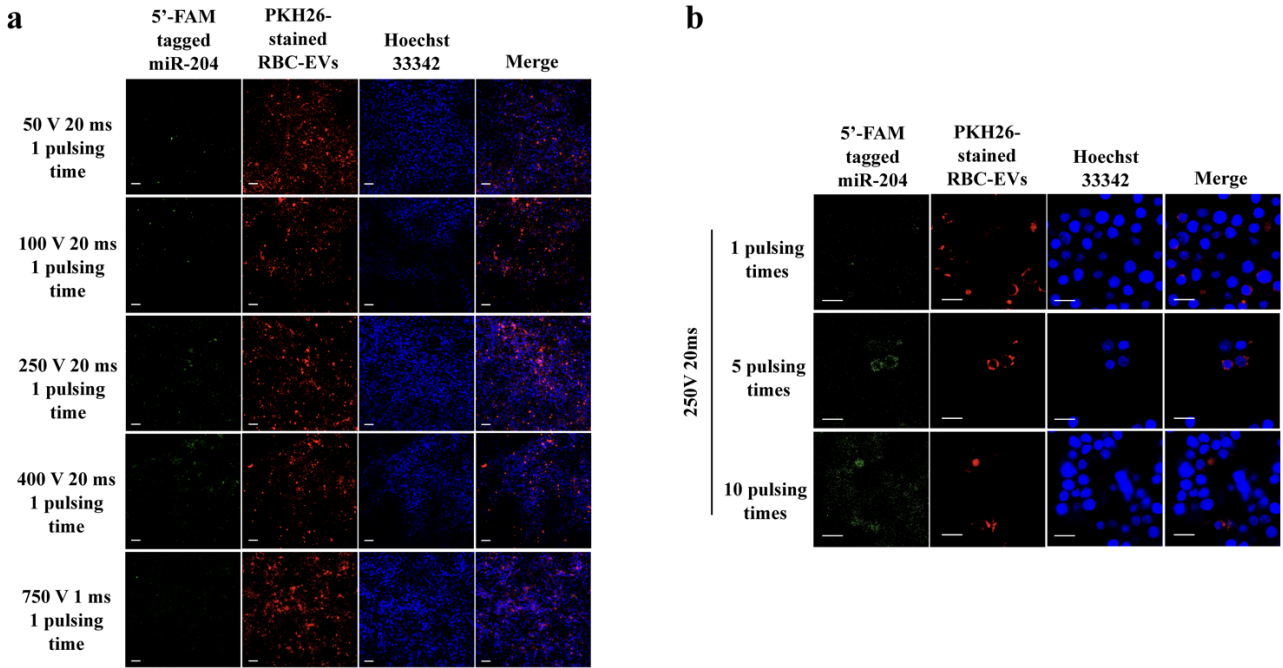 a
5’-FAM
tagged
miR-204
PKH26-
stained
RBC-EVs
Hoechst
33342
Merge
50 V 20 ms
1 pulsing
time
100 V 20 ms
1 pulsing
time
250 V 20 ms
1 pulsing
time
400 V 20 ms
1 pulsing
time
750 V 1 ms
1 pulsing
time
b
5’-FAM
tagged
miR-204
PKH26-
stained
RBC-EVs
Hoechst
33342
Merge
250V 20ms
1 pulsing
times
5 pulsing
times
10 pulsing
times